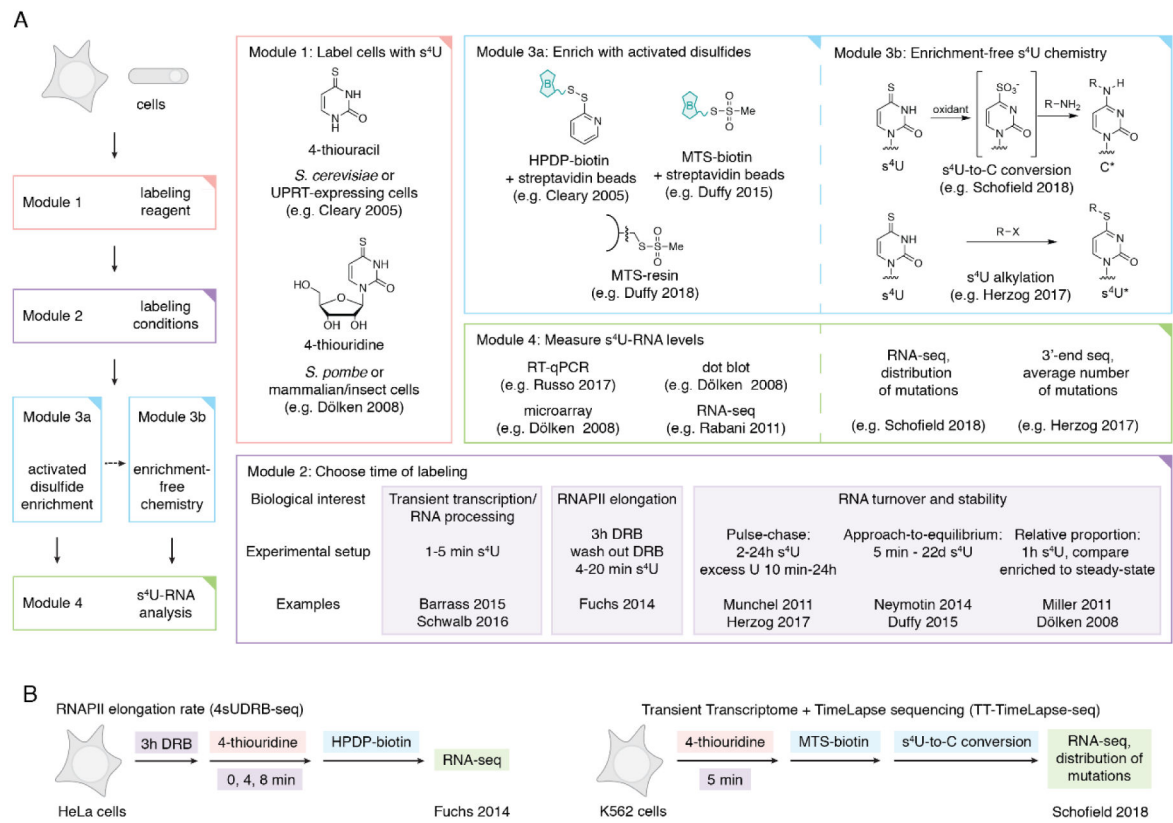 A
cells
Module 1
labeling
reagent
Module 2
labeling
conditions
Module 3a
activated
disulfide
enrichment
Module 3b
enrichment-
free
chemistry
Module 4
s⁴U-RNA
analysis
Module 1: Label cells with s⁴U
S
NH
N
H
O
4-thiouracil
S. cerevisiae or
UPRT-expressing cells
(e.g. Cleary 2005)
S
NH
N
O
HO
O
OH OH
4-thiouridine
S. pombe or
mammalian/insect cells
(e.g. Dölken 2008)
Module 3a: Enrich with activated disulfides
B
S
S
N
HPDP-biotin
+ streptavidin beads
(e.g. Cleary 2005)
B
O
S-S-Me
O
MTS-biotin
+ streptavidin beads
(e.g. Duffy 2015)
O
S-S-Me
O
MTS-resin
(e.g. Duffy 2018)
Module 3b: Enrichment-free s⁴U chemistry
S
NH
N
O
s⁴U
oxidant
SO₃⁻
N
N
O
R-NH₂
R
N
H
N
N
O
C*
s⁴U-to-C conversion
(e.g. Schofield 2018)
S
NH
N
O
s⁴U
R-X
R
S
N
N
O
s⁴U*
s⁴U alkylation
(e.g. Herzog 2017)
Module 4: Measure s⁴U-RNA levels
RT-qPCR
(e.g. Russo 2017)
dot blot
(e.g. Dölken 2008)
microarray
(e.g. Dölken 2008)
RNA-seq
(e.g. Rabani 2011)
RNA-seq,
distribution
of mutations
(e.g. Schofield 2018)
3'-end seq,
average number
of mutations
(e.g. Herzog 2017)
Module 2: Choose time of labeling
Biological interest
Transient transcription/
RNA processing
RNAPII elongation
RNA turnover and stability
Experimental setup
1-5 min s⁴U
3h DRB
wash out DRB
4-20 min s⁴U
Pulse-chase:
2-24h s⁴U
excess U 10 min-24h
Approach-to-equilibrium:
5 min - 22d s⁴U
Relative proportion:
1h s⁴U, compare
enriched to steady-state
Examples
Barrass 2015
Schwalb 2016
Fuchs 2014
Munchel 2011
Herzog 2017
Neymotin 2014
Duffy 2015
Miller 2011
Dölken 2008
B
RNAPII elongation rate (4sUDRB-seq)
3h DRB
4-thiouridine
0, 4, 8 min
HPDP-biotin
RNA-seq
HeLa cells
Fuchs 2014
Transient Transcriptome + TimeLapse sequencing (TT-TimeLapse-seq)
4-thiouridine
5 min
MTS-biotin
s⁴U-to-C conversion
RNA-seq,
distribution of
mutations
K562 cells
Schofield 2018